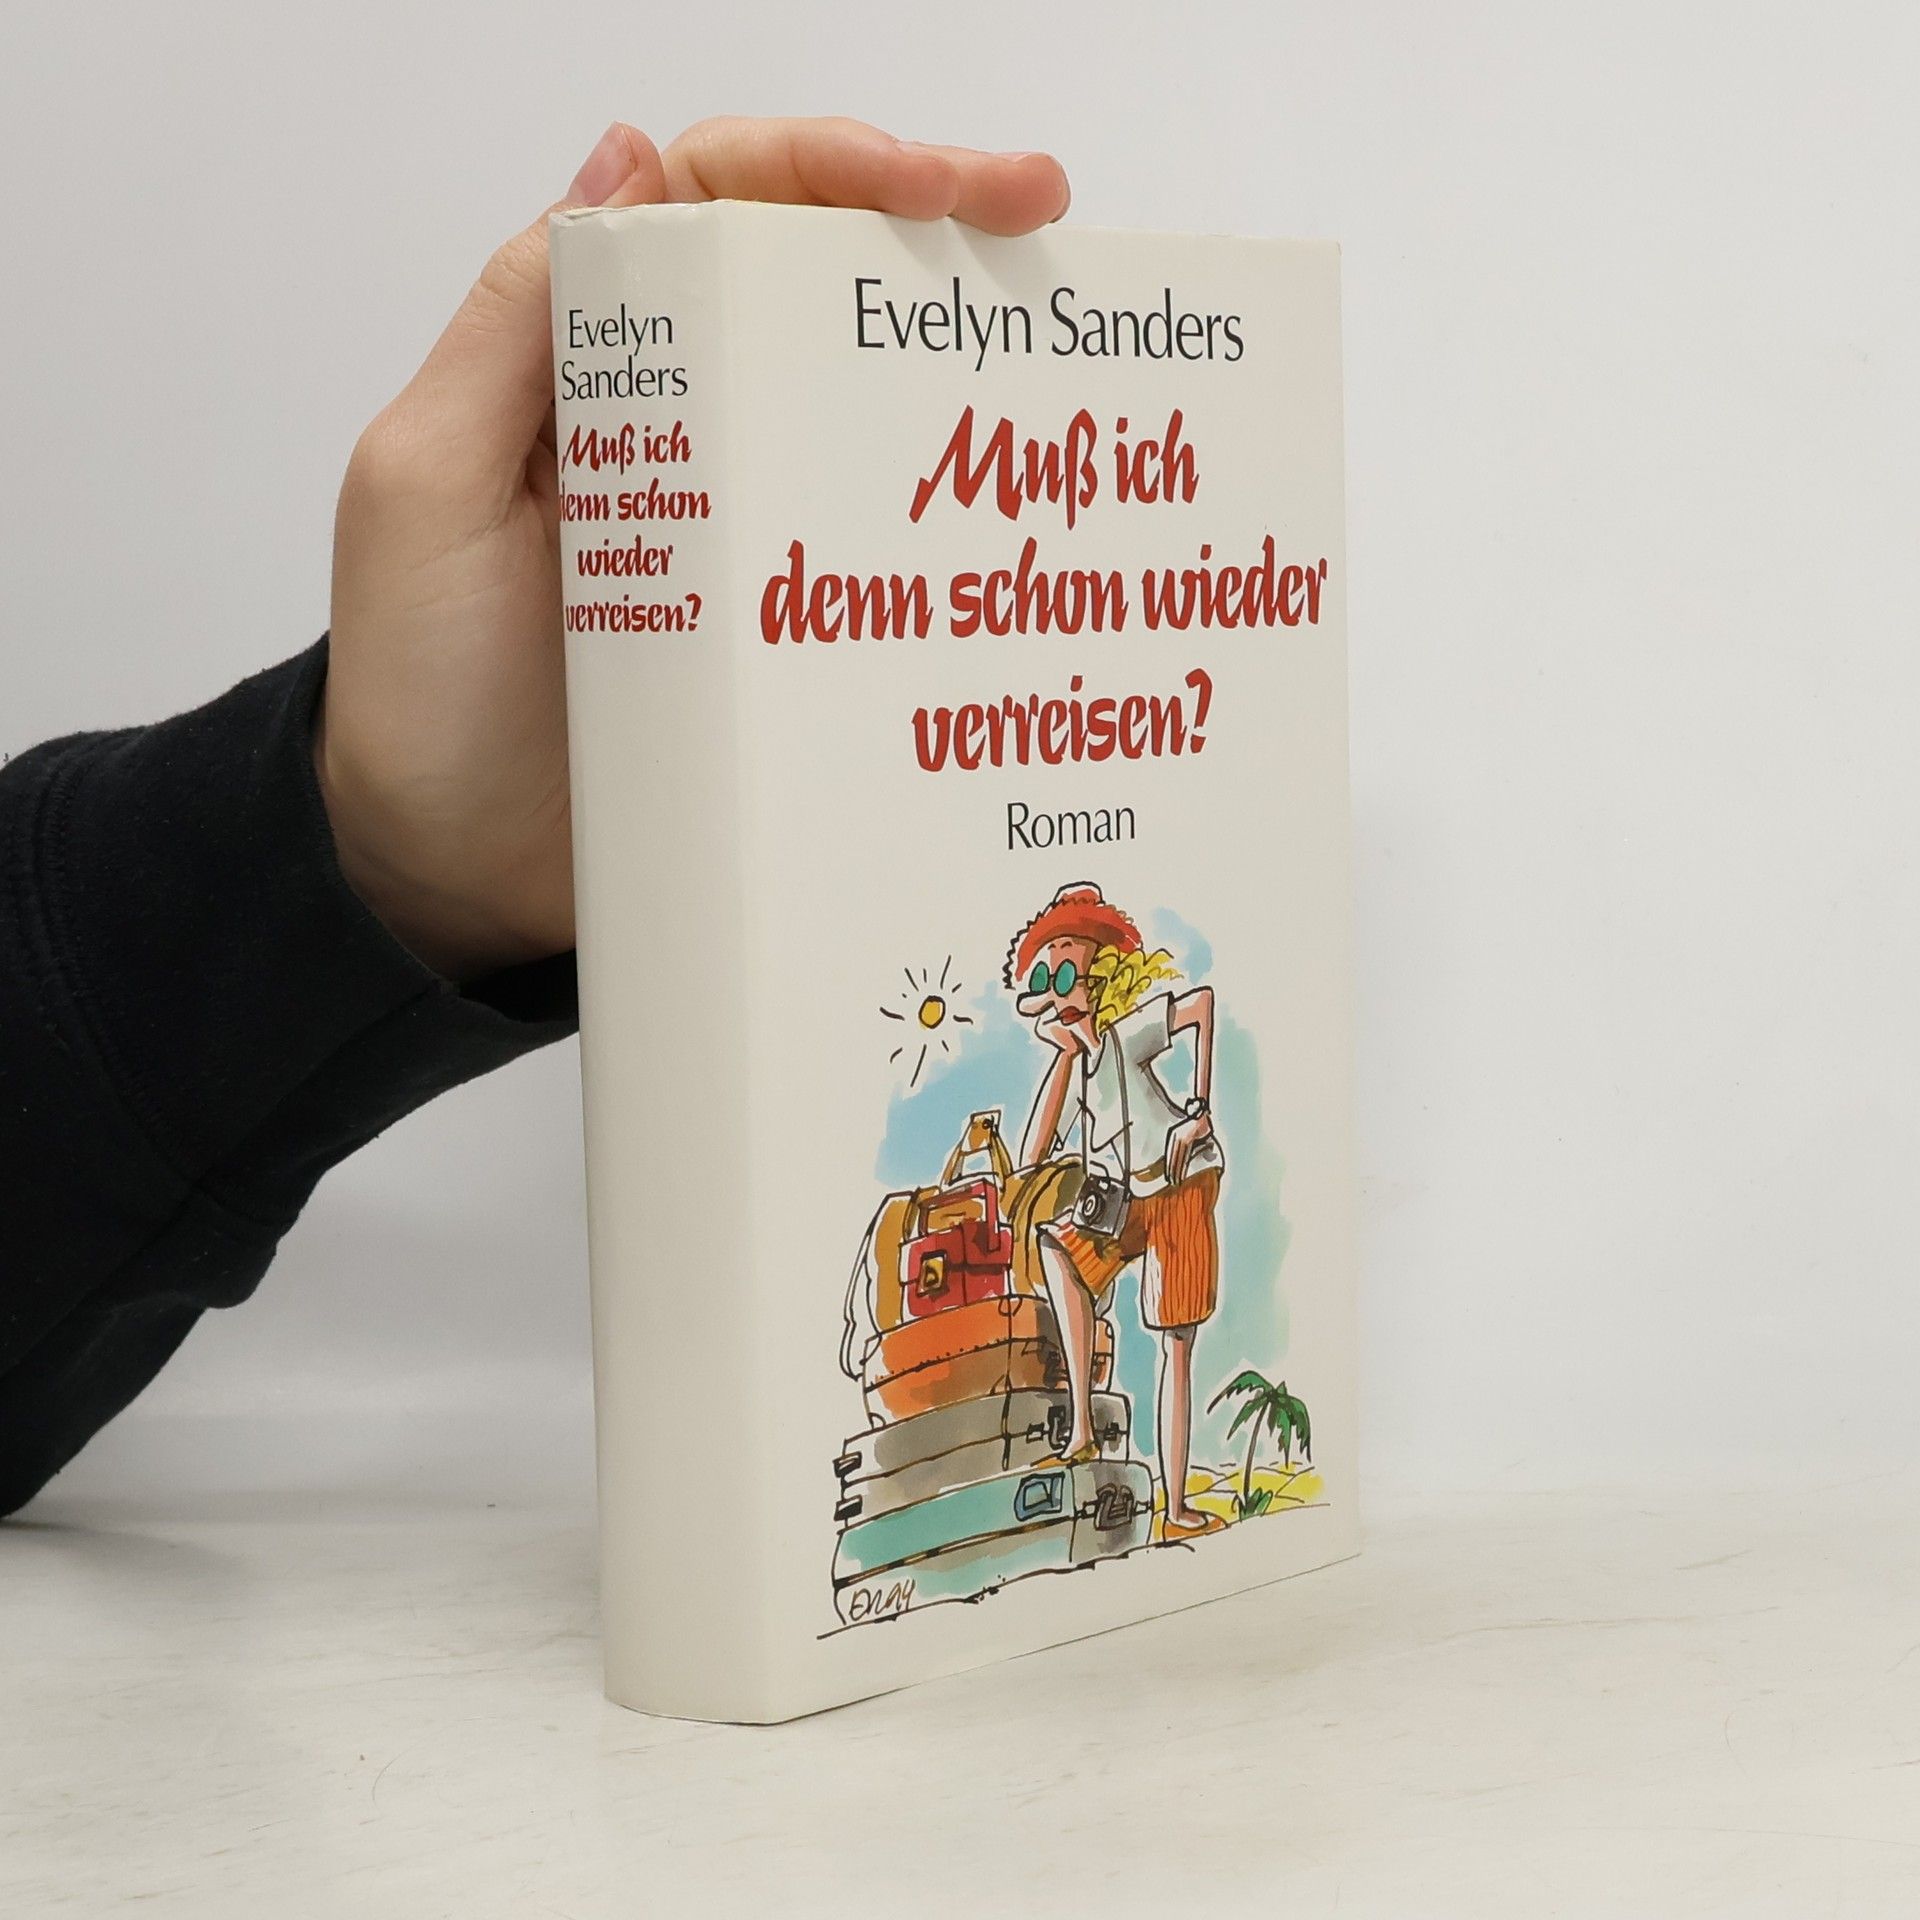 Evelyn
Sanders
Muß ich
denn schon
wieder
verreisen?
Evelyn Sanders
Muß ich
denn schon wieder
verreisen?
Roman